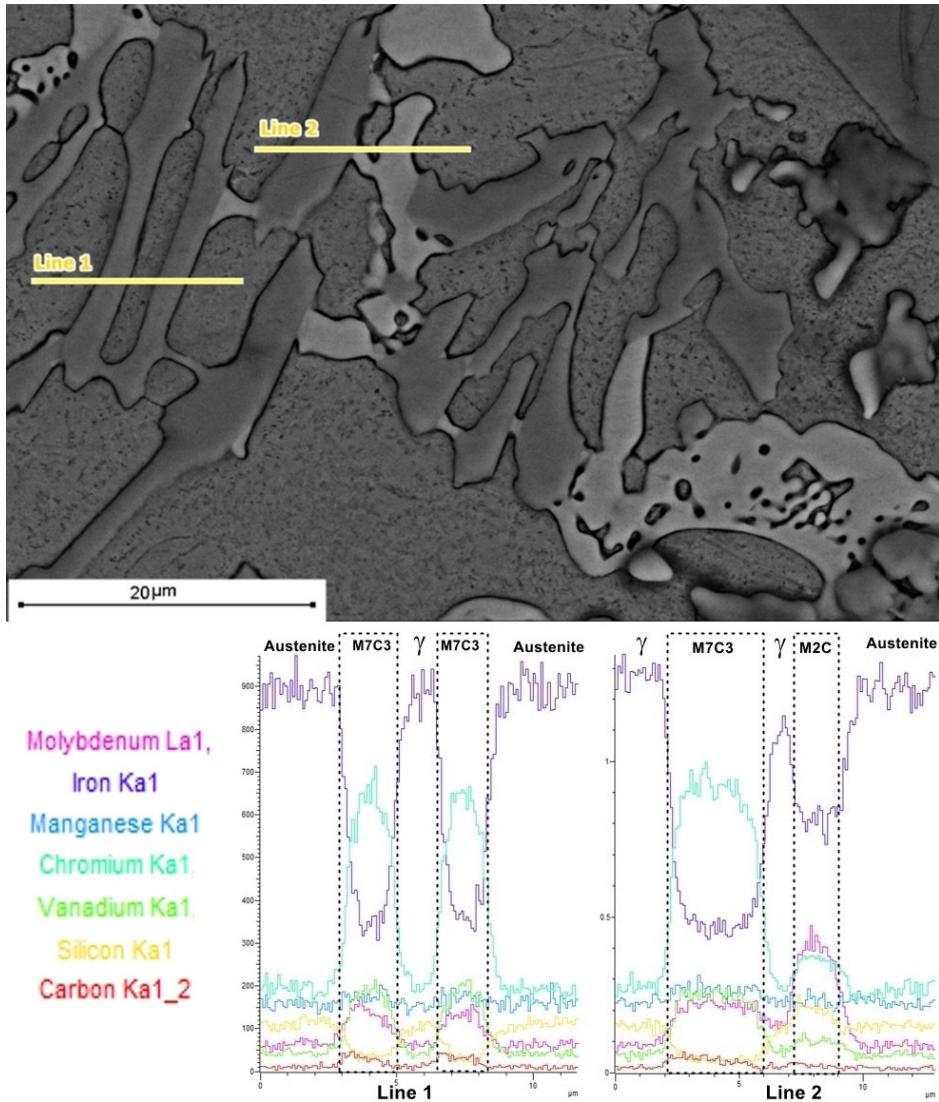 Line 2
Line 1
20μm
Austenite M7C3 γ M7C3 Austenite
γ M7C3 γ M2C Austenite
Molybdenum La1,
Iron Ka1
Manganese Ka1
Chromium Ka1,
Vanadium Ka1,
Silicon Ka1
Carbon Ka1_2
900
800
700
600
500
400
300
200
100
0
0 5 10 μm
Line 1
1
0.5
0
0 5 10 μm
Line 2